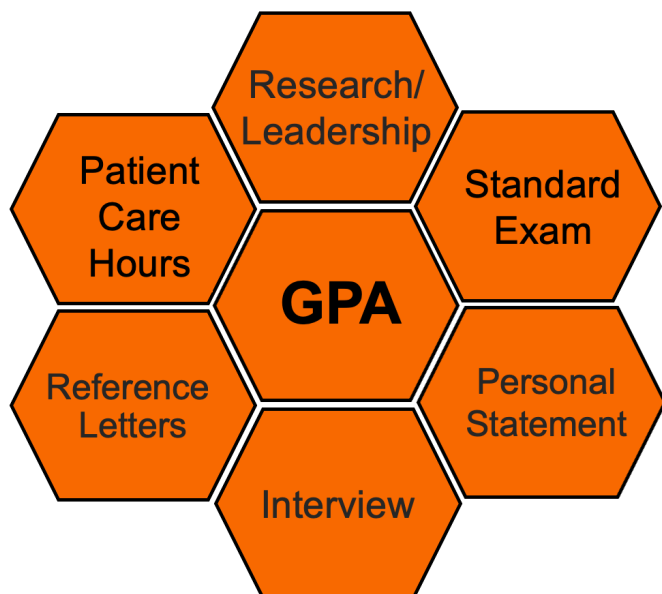 Research/
Leadership
Patient
Care
Hours
Standard
Exam
GPA
Reference
Letters
Personal
Statement
Interview